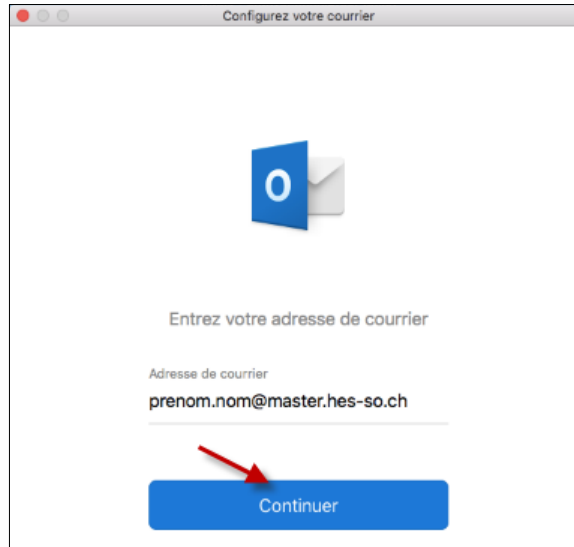 Configurez votre courrier
O
Entrez votre adresse de courrier
Adresse de courrier
prenom.nom@master.hes-so.ch
Continuer